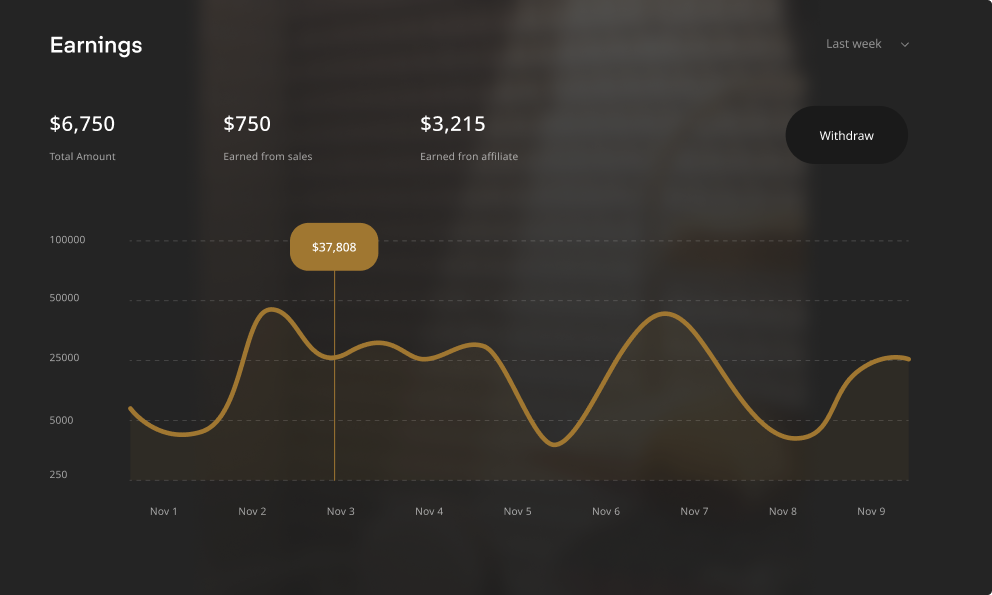 Earnings
Last week
$6,750
$750
$3,215
Total Amount
Earned from sales
Earned fron affiliate
Withdraw
$37,808
100000
50000
25000
5000
250
Nov 1
Nov 2
Nov 3
Nov 4
Nov 5
Nov 6
Nov 7
Nov 8
Nov 9